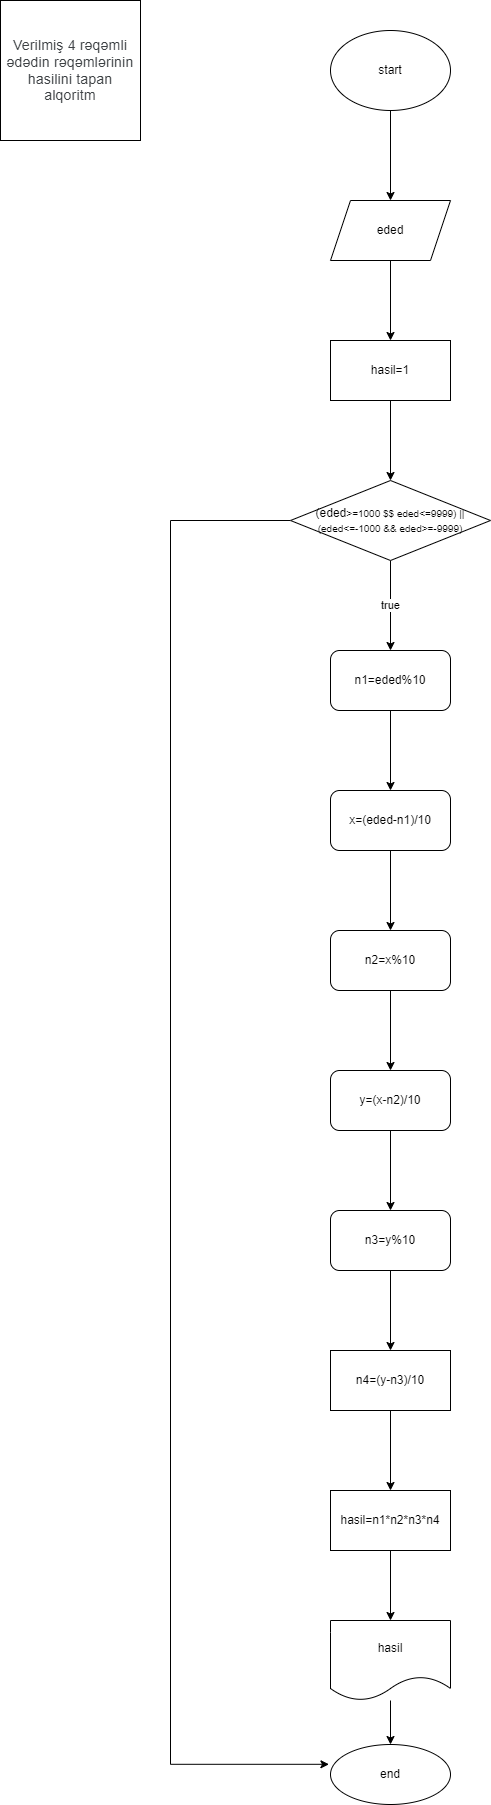 Verilmiş 4 rəqəmli
ədədin rəqəmlərinin
hasilini tapan
alqoritm
start
eded
hasil=1
(eded>=1000 $$ eded<=9999) ||
(eded<=-1000 && eded>=-9999)
true
n1=eded%10
x=(eded-n1)/10
n2=x%10
y=(x-n2)/10
n3=y%10
n4=(y-n3)/10
hasil=n1*n2*n3*n4
hasil
end